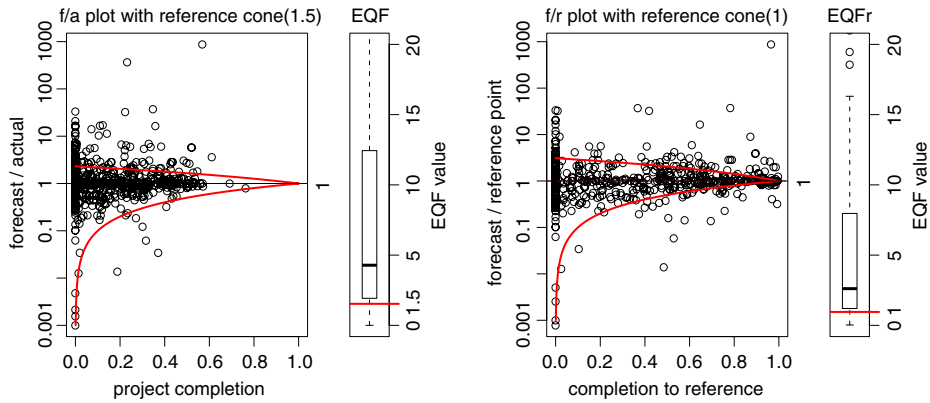 f/a plot with reference cone(1.5)
forecast / actual
1000
100
10
1
0.1
0.001
0.0 0.2 0.4 0.6 0.8 1.0
project completion
1
EQF
20
15
10
5
1.5
0
EQF value
f/r plot with reference cone(1)
forecast / reference point
1000
100
10
1
0.1
0.001
0.0 0.2 0.4 0.6 0.8 1.0
completion to reference
1
EQFr
20
15
10
5
1
0
EQF value